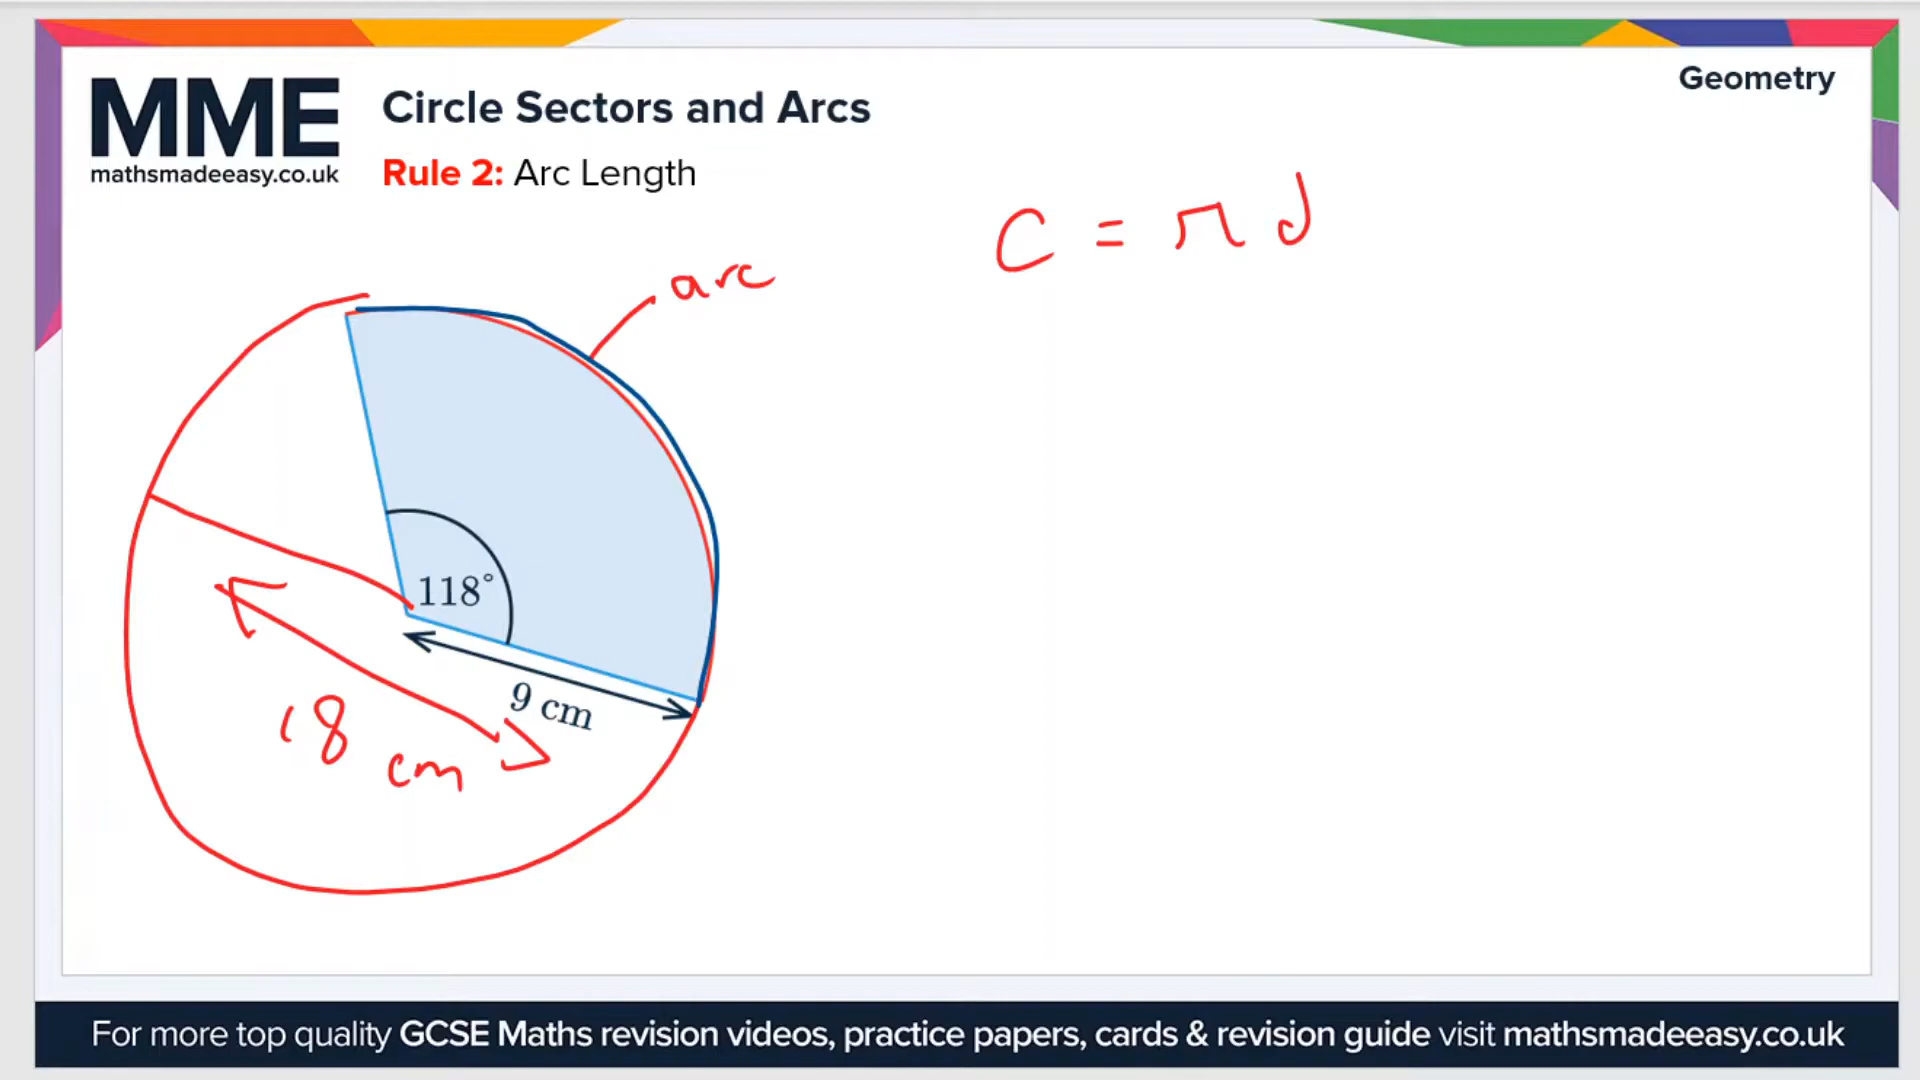 MME
mathsmadeeasy.co.uk
Circle Sectors and Arcs
Rule 2: Arc Length
Geometry
C = π d
arc
118°
9 cm
18 cm
For more top quality GCSE Maths revision videos, practice papers, cards & revision guide visit mathsmadeeasy.co.uk